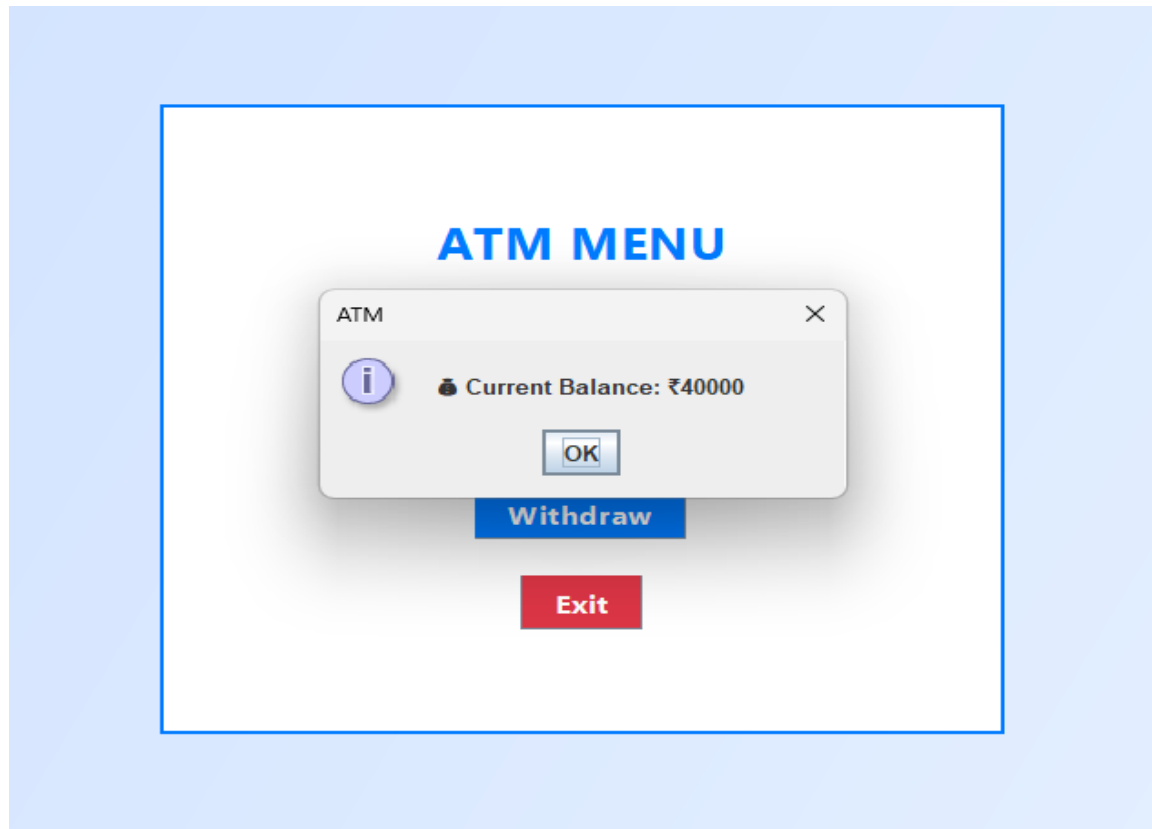 ATM MENU
ATM
i
💰 Current Balance: ₹40000
OK
Withdraw
Exit